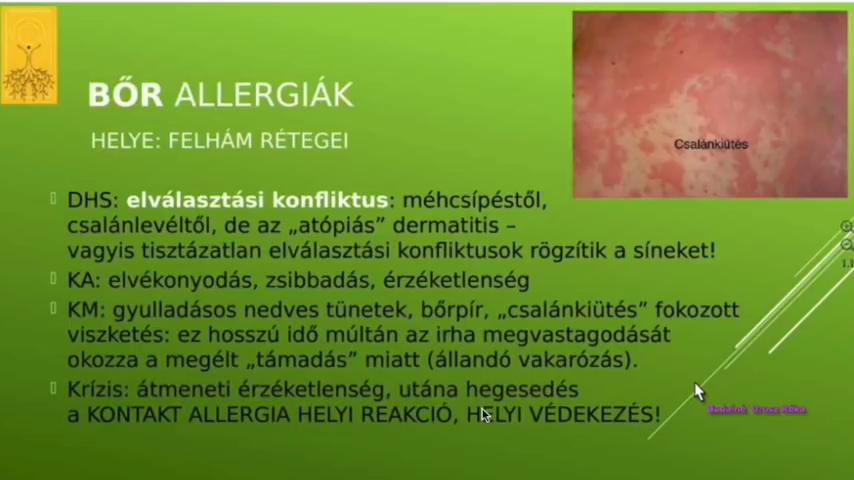 BŐR ALLERGIÁK
HELYE: FELHÁM RÉTEGEI
Csalánkiütés
DHS: elválasztási konfliktus: méhcsípéstől,
csalánlevéltől, de az „atópiás” dermatitis –
vagyis tisztázatlan elválasztási konfliktusok rögzítik a síneket!
KA: elvékonyodás, zsibbadás, érzéketlenség
KM: gyulladásos nedves tünetek, bőrpír, „csalánkiütés” fokozott
viszketés: ez hosszú idő múltán az irha megvastagodását
okozza a megélt „támadás” miatt (állandó vakarózás).
Krízis: átmeneti érzéketlenség, utána hegesedés
a KONTAKT ALLERGIA HELYI REAKCIÓ, HELYI VÉDEKEZÉS!